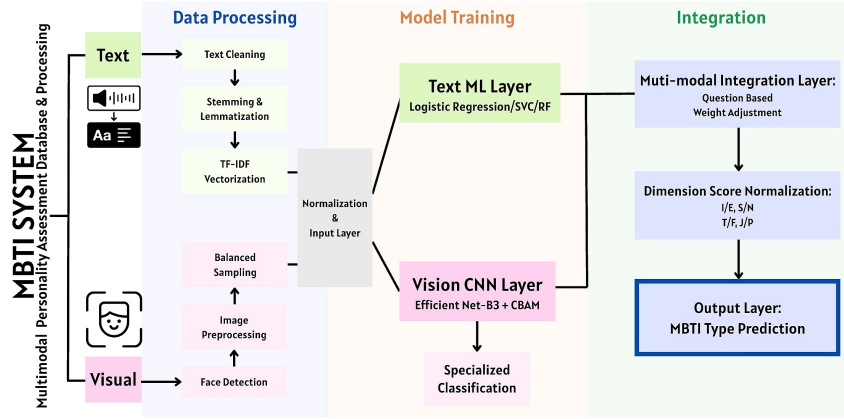 MBTI SYSTEM
Multimodal Personality Assessment Database & Processing
Data Processing
Model Training
Integration
Text
Aa
Visual
Text Cleaning
Stemming &
Lemmatization
TF-IDF
Vectorization
Balanced
Sampling
Image
Preprocessing
Face Detection
Normalization
&
Input Layer
Text ML Layer
Logistic Regression/SVC/RF
Vision CNN Layer
Efficient Net-B3 + CBAM
Specialized
Classification
Muti-modal Integration Layer:
Question Based
Weight Adjustment
Dimension Score Normalization:
I/E, S/N
T/F, J/P
Output Layer:
MBTI Type Prediction